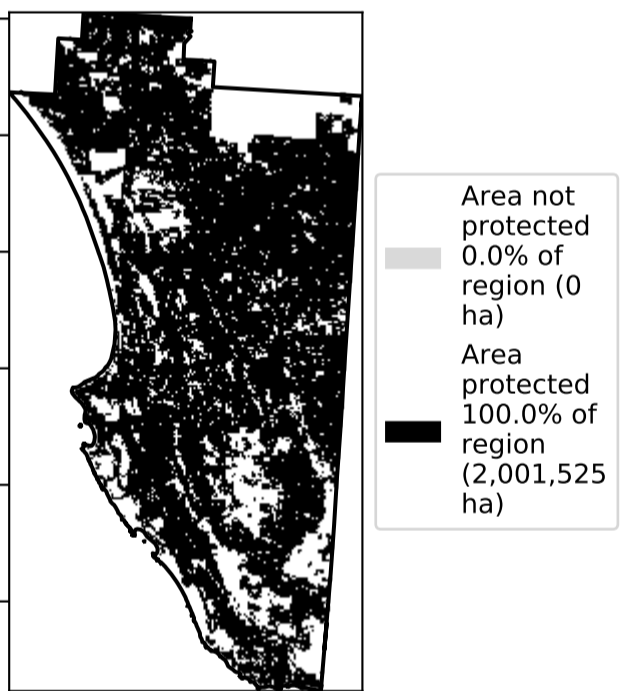 Area not
protected
0.0% of
region (0
ha)
Area
protected
100.0% of
region
(2,001,525
ha)